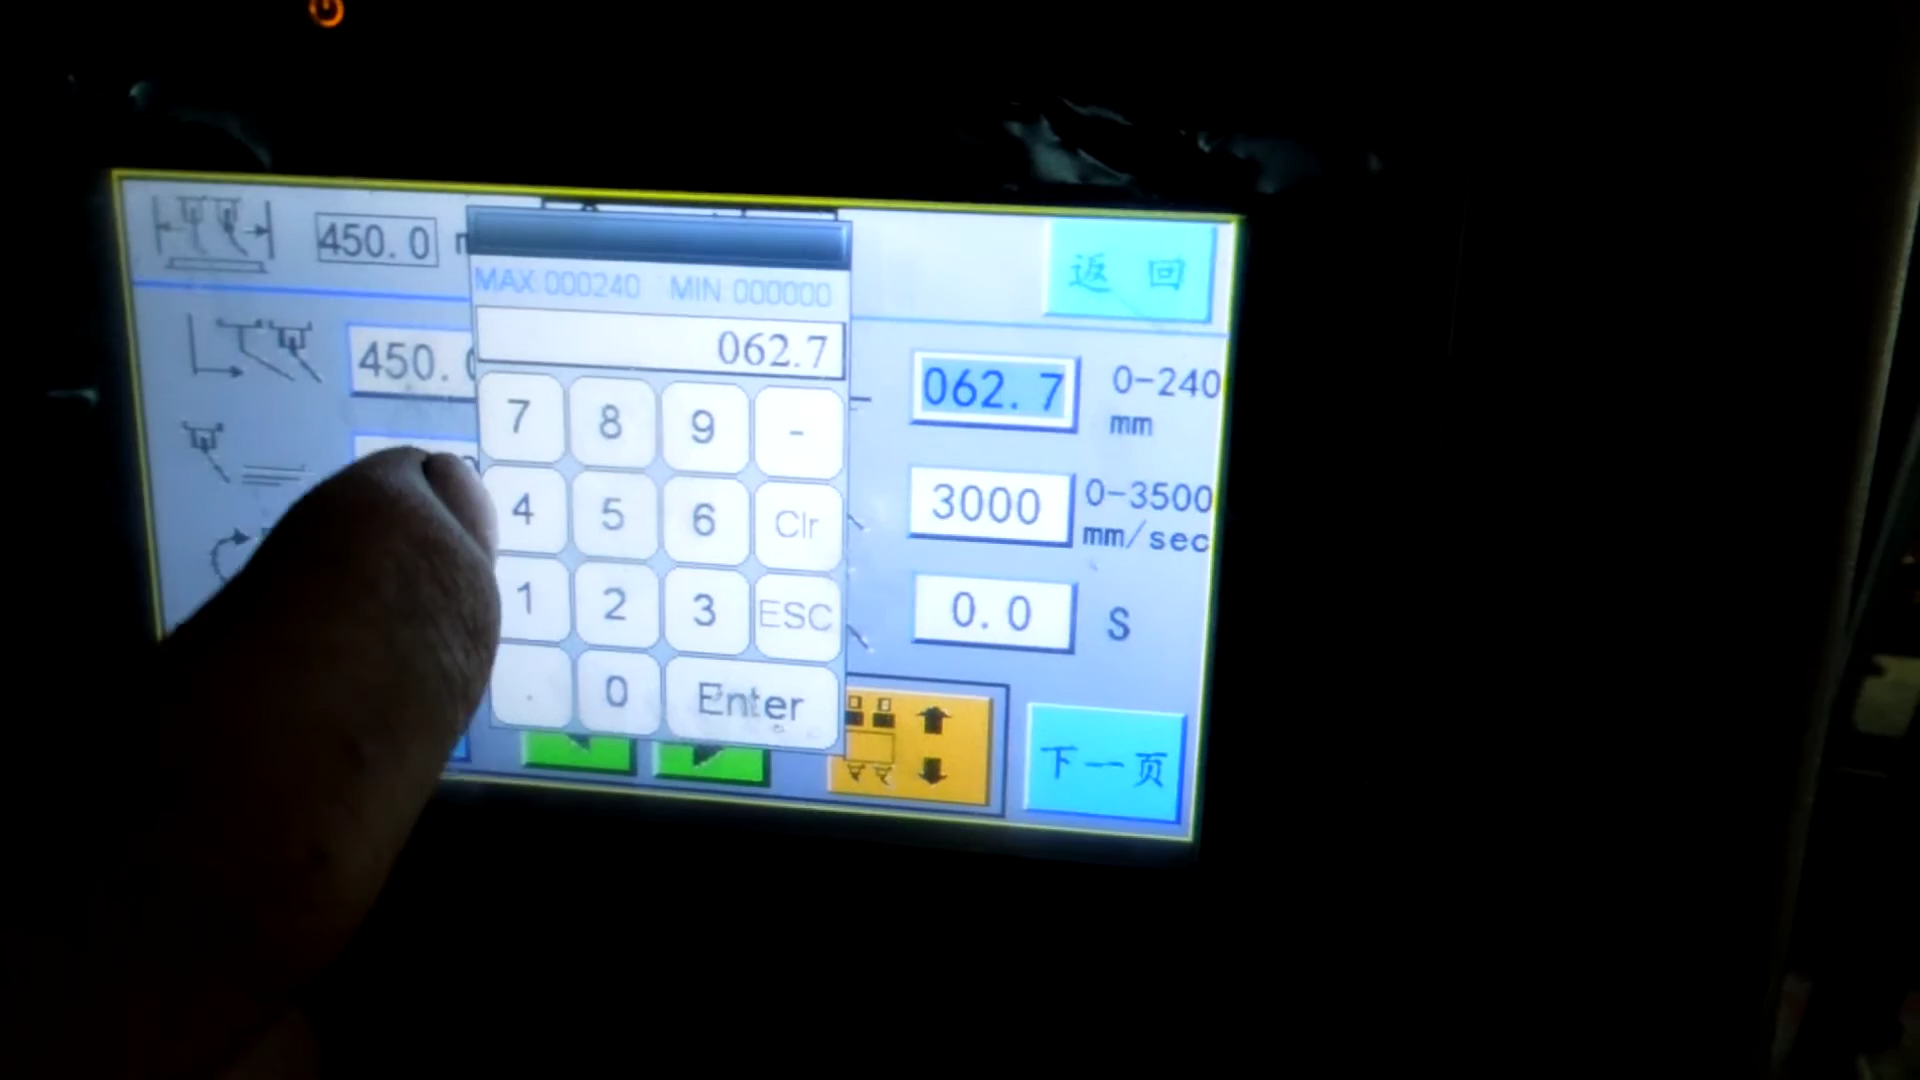 450.0
返 回
MAX:000240 MIN:000000
062.7
450.
062.7 0-240
mm
7 8 9 -
3000 0-3500
mm/sec
4 5 6 Clr
0.0 S
1 2 3 ESC
. 0 Enter
下一页